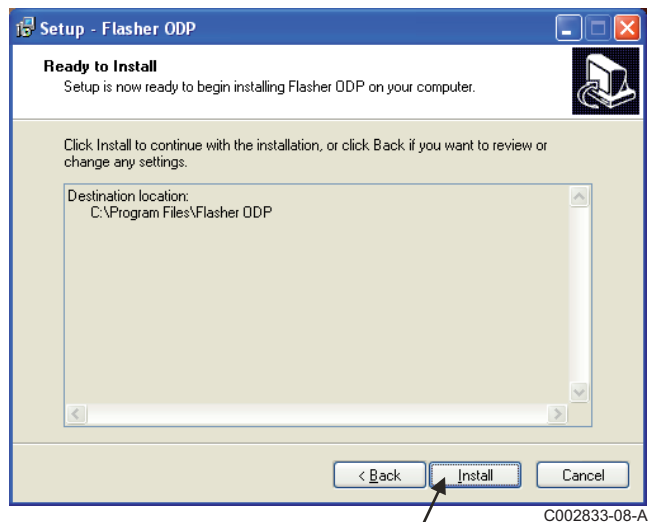 Setup - Flasher ODP
Ready to Install
Setup is now ready to begin installing Flasher ODP on your computer.
Click Install to continue with the installation, or click Back if you want to review or
change any settings.
Destination location:
C:\Program Files\Flasher ODP
< Back
Install
Cancel
C002833-08-A